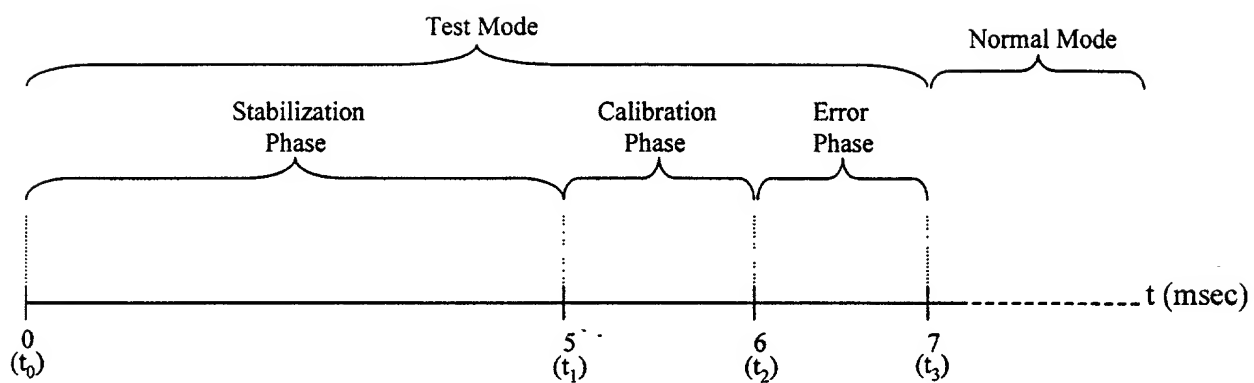 Test Mode
Normal Mode
Stabilization
Phase
Calibration
Phase
Error
Phase
t (msec)
0
(t₀)
5
(t₁)
6
(t₂)
7
(t₃)